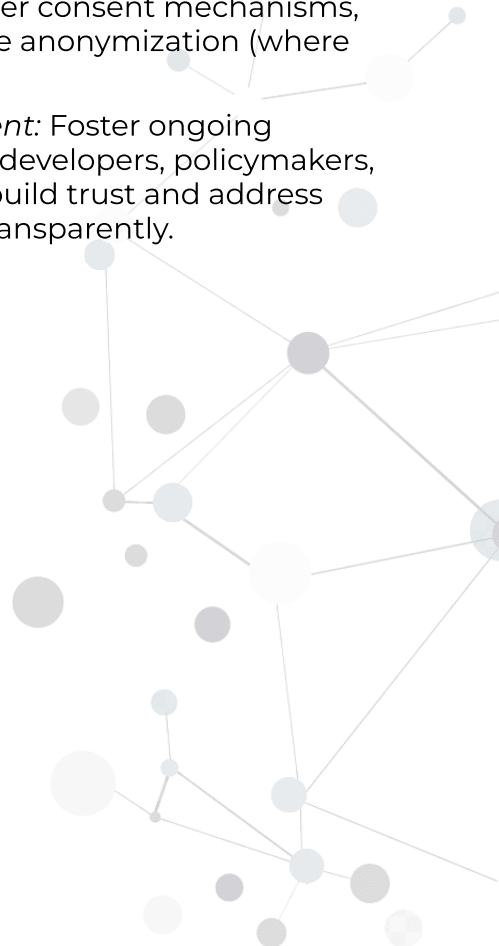 er consent mechanisms,
e anonymization (where
ent: Foster ongoing
developers, policymakers,
build trust and address
ansparently.